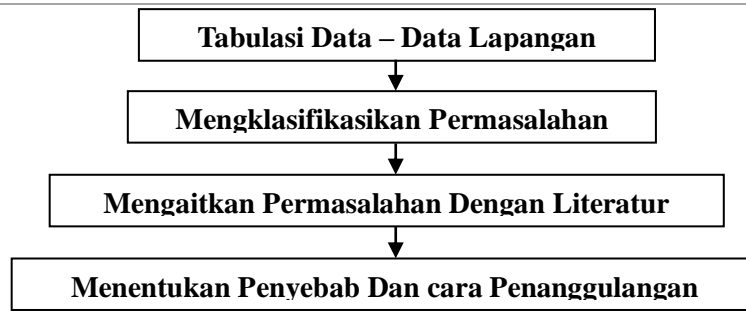 Tabulasi Data – Data Lapangan
Mengklasifikasikan Permasalahan
Mengaitkan Permasalahan Dengan Literatur
Menentukan Penyebab Dan cara Penanggulangan